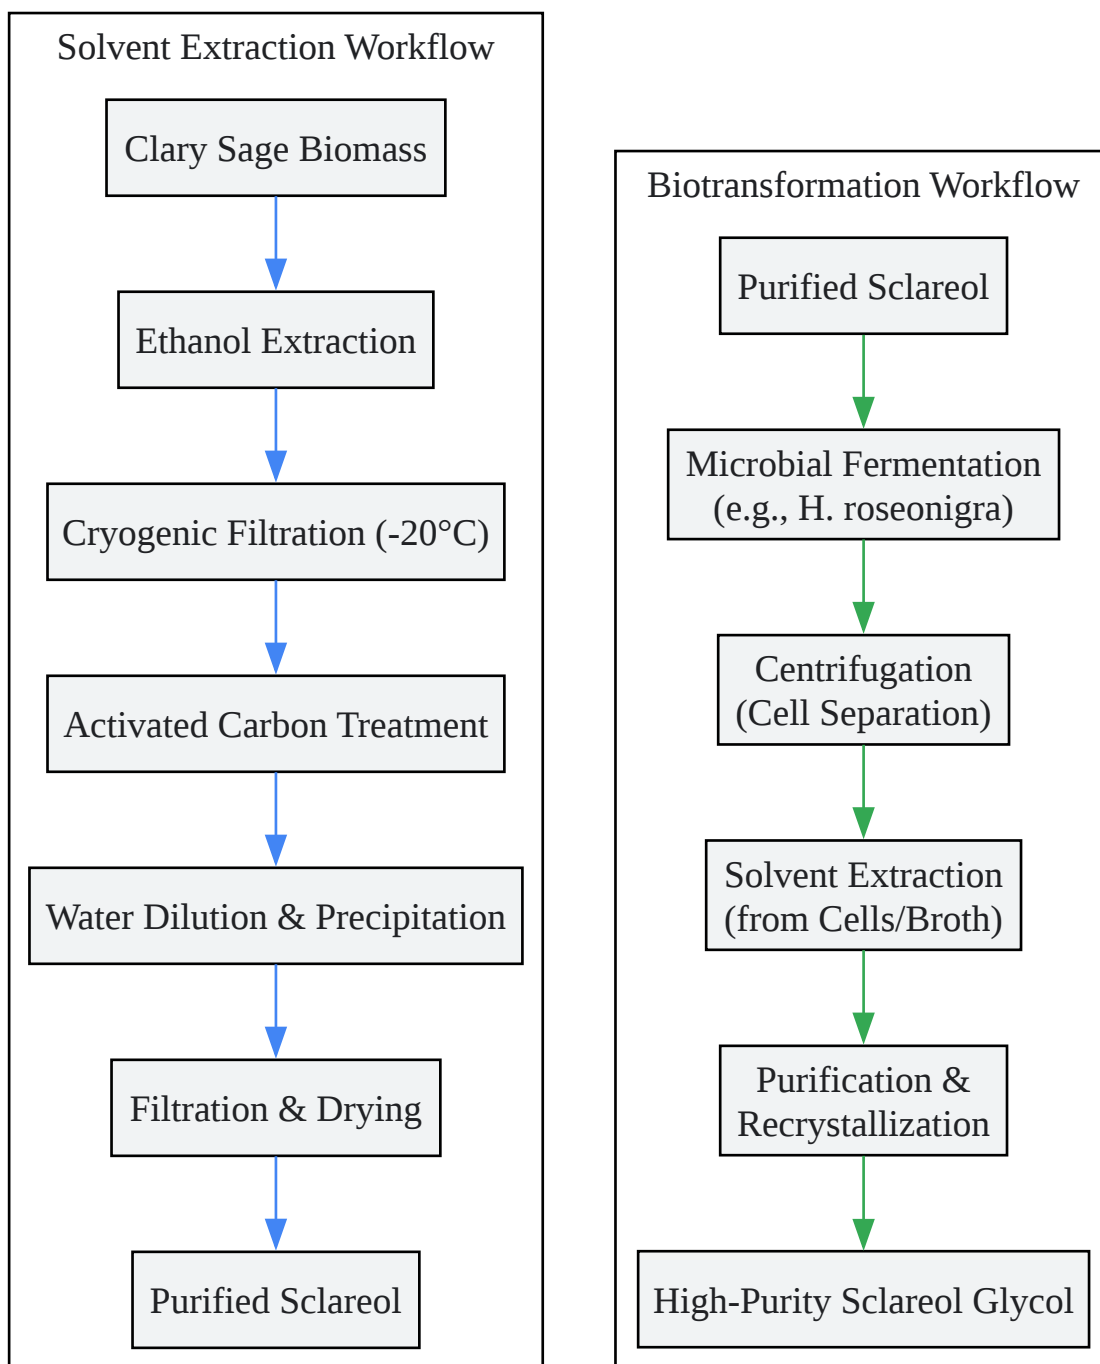 Solvent Extraction Workflow
Clary Sage Biomass
Ethanol Extraction
Cryogenic Filtration (-20°C)
Activated Carbon Treatment
Water Dilution & Precipitation
Filtration & Drying
Purified Sclareol
Biotransformation Workflow
Purified Sclareol
Microbial Fermentation
(e.g., H. roseonigra)
Centrifugation
(Cell Separation)
Solvent Extraction
(from Cells/Broth)
Purification &
Recrystallization
High-Purity Sclareol Glycol